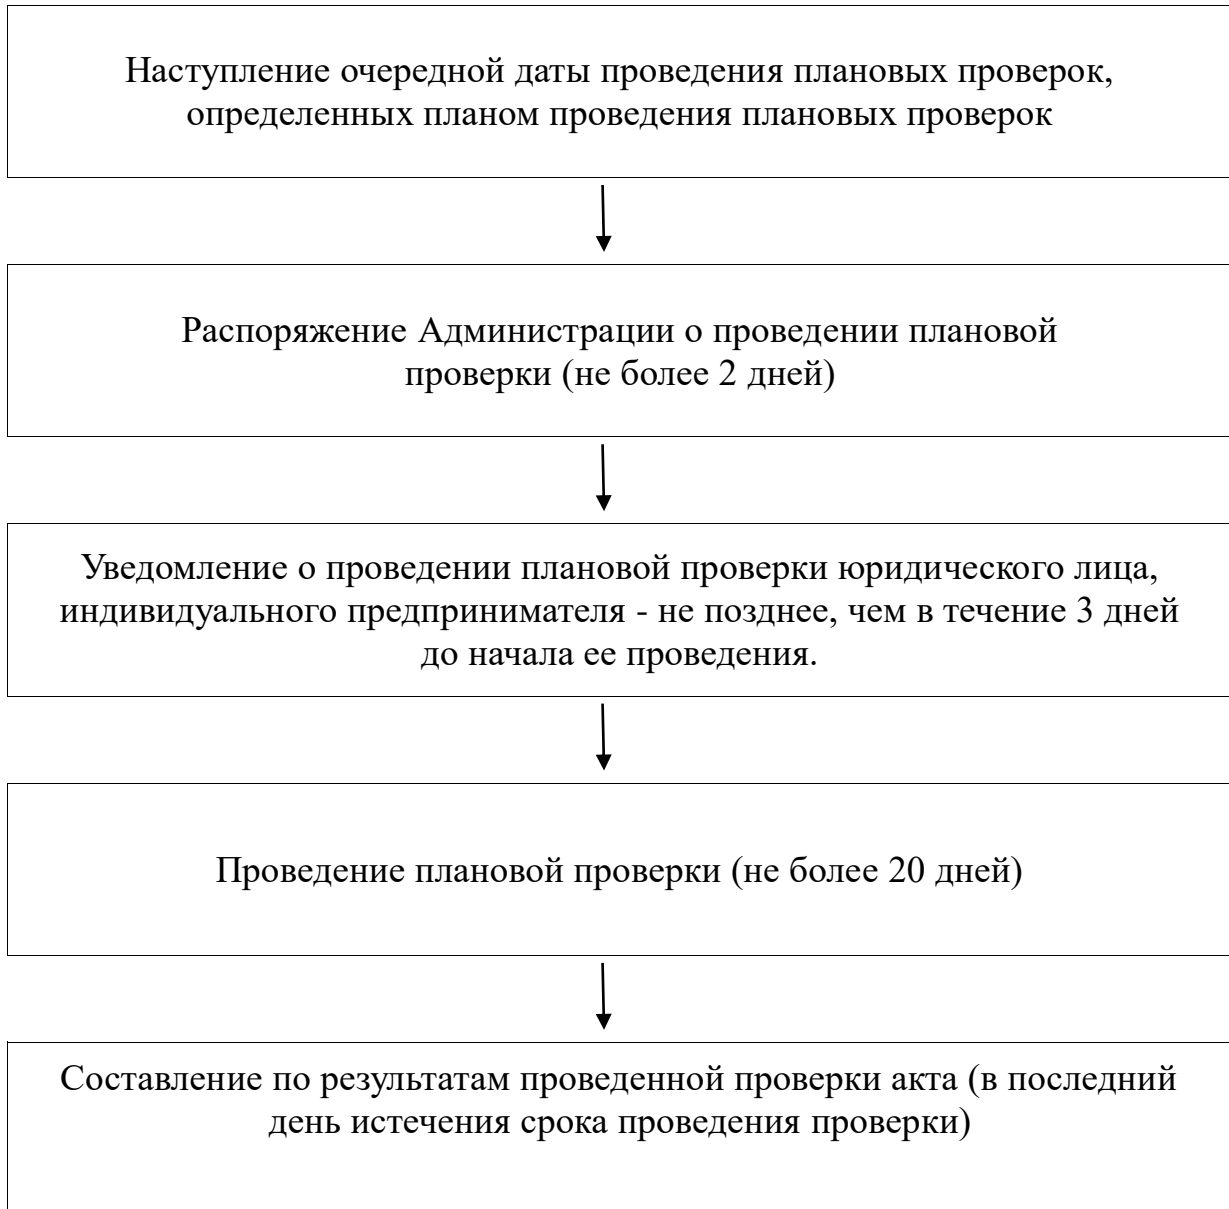 Наступление очередной даты проведения плановых проверок,
определенных планом проведения плановых проверок
Распоряжение Администрации о проведении плановой
проверки (не более 2 дней)
Уведомление о проведении плановой проверки юридического лица,
индивидуального предпринимателя - не позднее, чем в течение 3 дней
до начала ее проведения.
Проведение плановой проверки (не более 20 дней)
Составление по результатам проведенной проверки акта (в последний
день истечения срока проведения проверки)